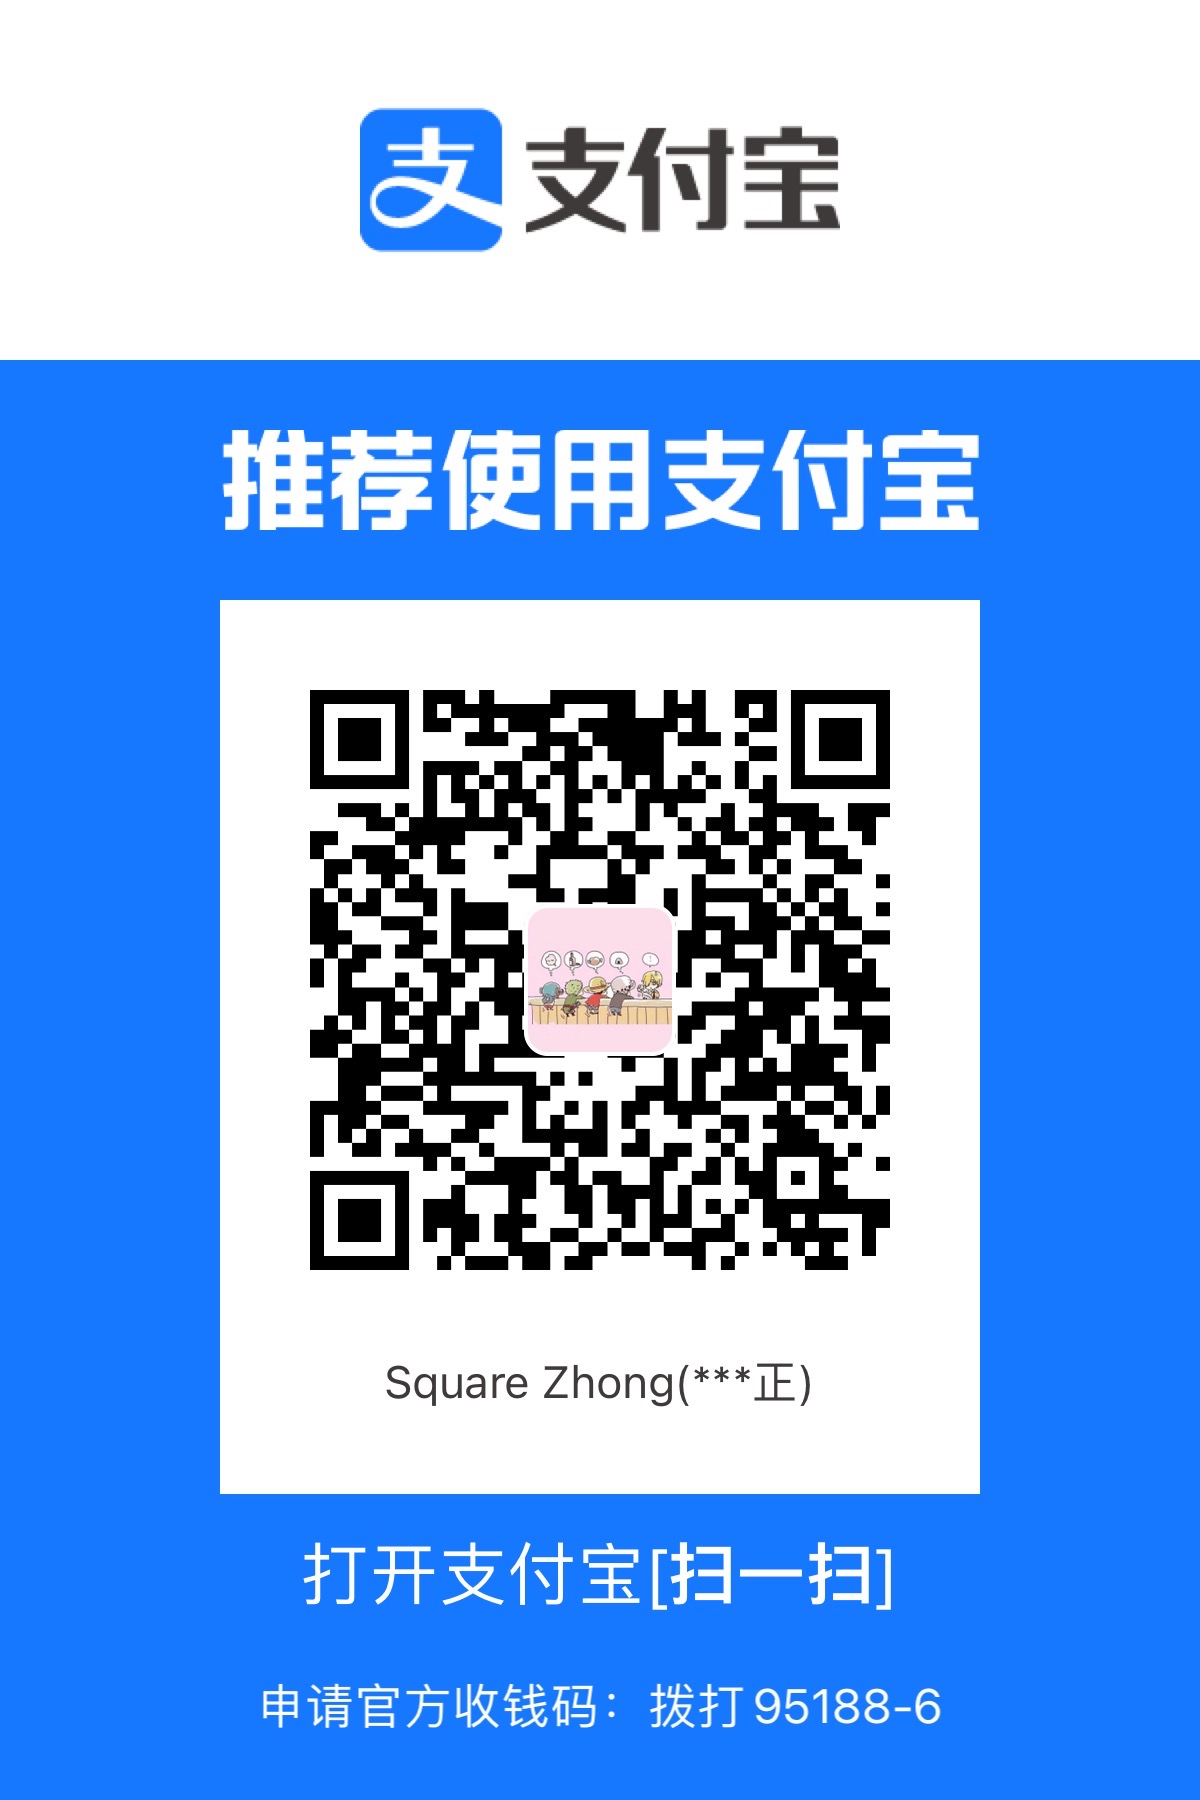 支 支付宝
推荐使用支付宝
Square Zhong(***正)
打开支付宝[扫一扫]
申请官方收钱码：拨打 95188-6